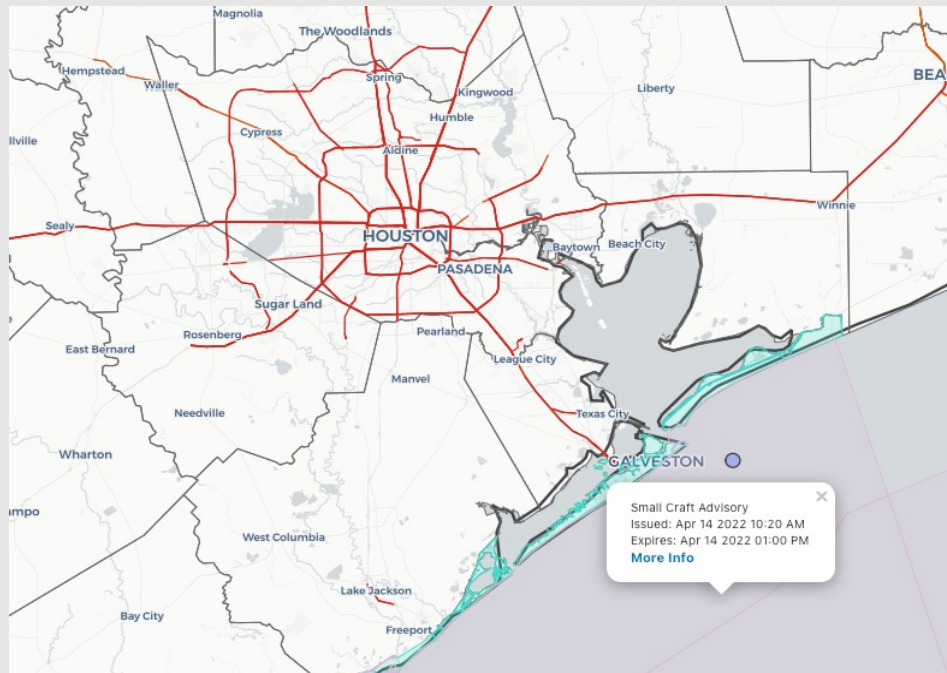 Magnolia
The Woodlands
Hempstead
Waller
Spring
Kingwood
Liberty
BEA
Humble
Cypress
llville
Aldine
Winnie
Sealy
HOUSTON
Baytown
Beach City
PASADENA
Sugar Land
Rosenberg
Pearland
East Bernard
League City
Manvel
Needville
Texas City
Wharton
GALVESTON
ampo
West Columbia
Lake Jackson
Bay City
Freeport
×
Small Craft Advisory
Issued: Apr 14 2022 10:20 AM
Expires: Apr 14 2022 01:00 PM
More Info